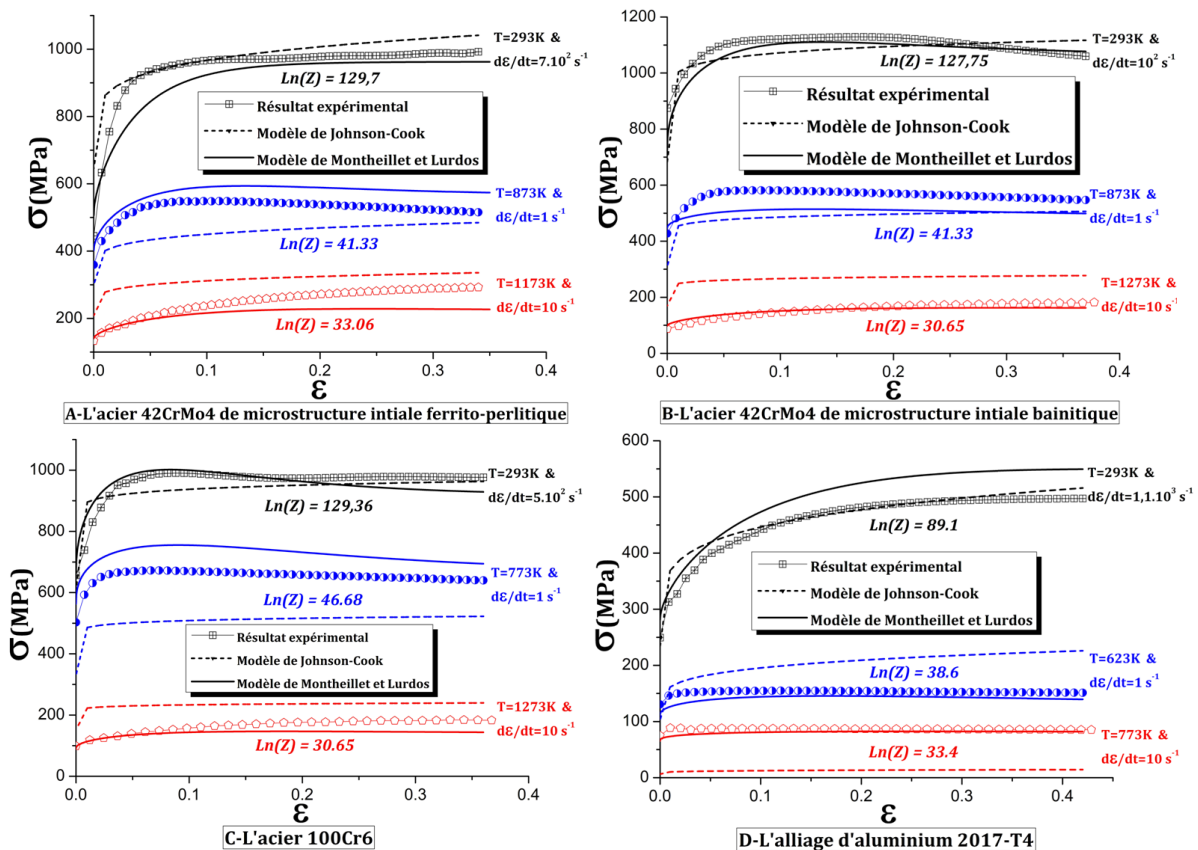 1200
1000
800
600
400
200
0.0
0.1
0.2
0.3
0.4
σ(MPa)
ε
T=293K &
dε/dt=7.10² s⁻¹
Ln(Z) = 129,7
Résultat expérimental
Modèle de Johnson-Cook
Modèle de Montheillet et Lurdos
T=873K &
dε/dt=1 s⁻¹
Ln(Z) = 41.33
T=1173K &
dε/dt=10 s⁻¹
Ln(Z) = 33.06
A-L'acier 42CrMo4 de microstructure intiale ferrito-perlitique
1200
1000
800
600
400
200
0
0.0
0.1
0.2
0.3
0.4
σ(MPa)
ε
T=293K &
dε/dt=10² s⁻¹
Ln(Z) = 127,75
Résultat expérimental
Modèle de Johnson-Cook
Modèle de Montheillet et Lurdos
T=873K &
dε/dt=1 s⁻¹
Ln(Z) = 41.33
T=1273K &
dε/dt=10 s⁻¹
Ln(Z) = 30.65
B-L'acier 42CrMo4 de microstructure intiale bainitique
1000
800
600
400
200
0
0.0
0.1
0.2
0.3
0.4
σ(MPa)
ε
T=293K &
dε/dt=5.10² s⁻¹
Ln(Z) = 129,36
T=773K &
dε/dt=1 s⁻¹
Ln(Z) = 46.68
Résultat expérimental
Modèle de Johnson-Cook
Modèle de Montheillet et Lurdos
T=1273K &
dε/dt=10 s⁻¹
Ln(Z) = 30.65
C-L'acier 100Cr6
600
500
400
300
200
100
0
0.0
0.1
0.2
0.3
0.4
σ(MPa)
ε
T=293K &
dε/dt=1,1.10³ s⁻¹
Ln(Z) = 89.1
Résultat expérimental
Modèle de Johnson-Cook
Modèle de Montheillet et Lurdos
T=623K &
dε/dt=1 s⁻¹
Ln(Z) = 38.6
T=773K &
dε/dt=10 s⁻¹
Ln(Z) = 33.4
D-L'alliage d'aluminium 2017-T4